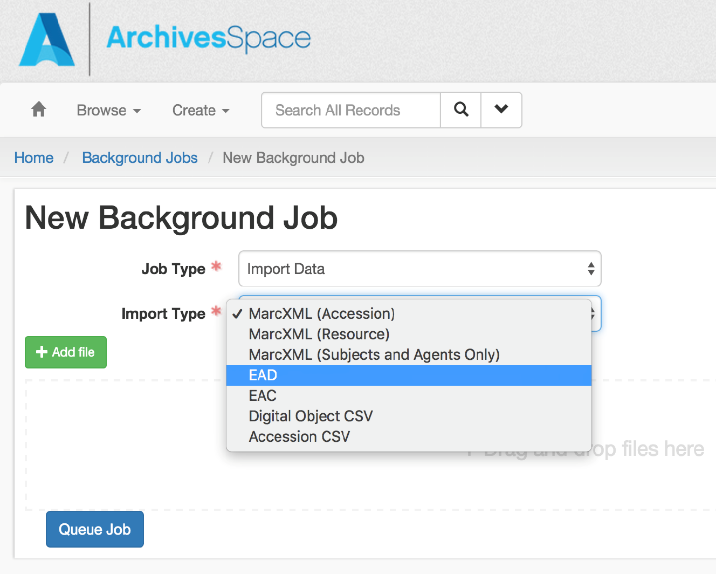 ArchivesSpace
Browse Create Search All Records
Home / Background Jobs / New Background Job
New Background Job
Job Type * Import Data
Import Type *
✓ MarcXML (Accession)
MarcXML (Resource)
MarcXML (Subjects and Agents Only)
EAD
EAC
Digital Object CSV
Accession CSV
+ Add file
Drag and drop files here
Queue Job